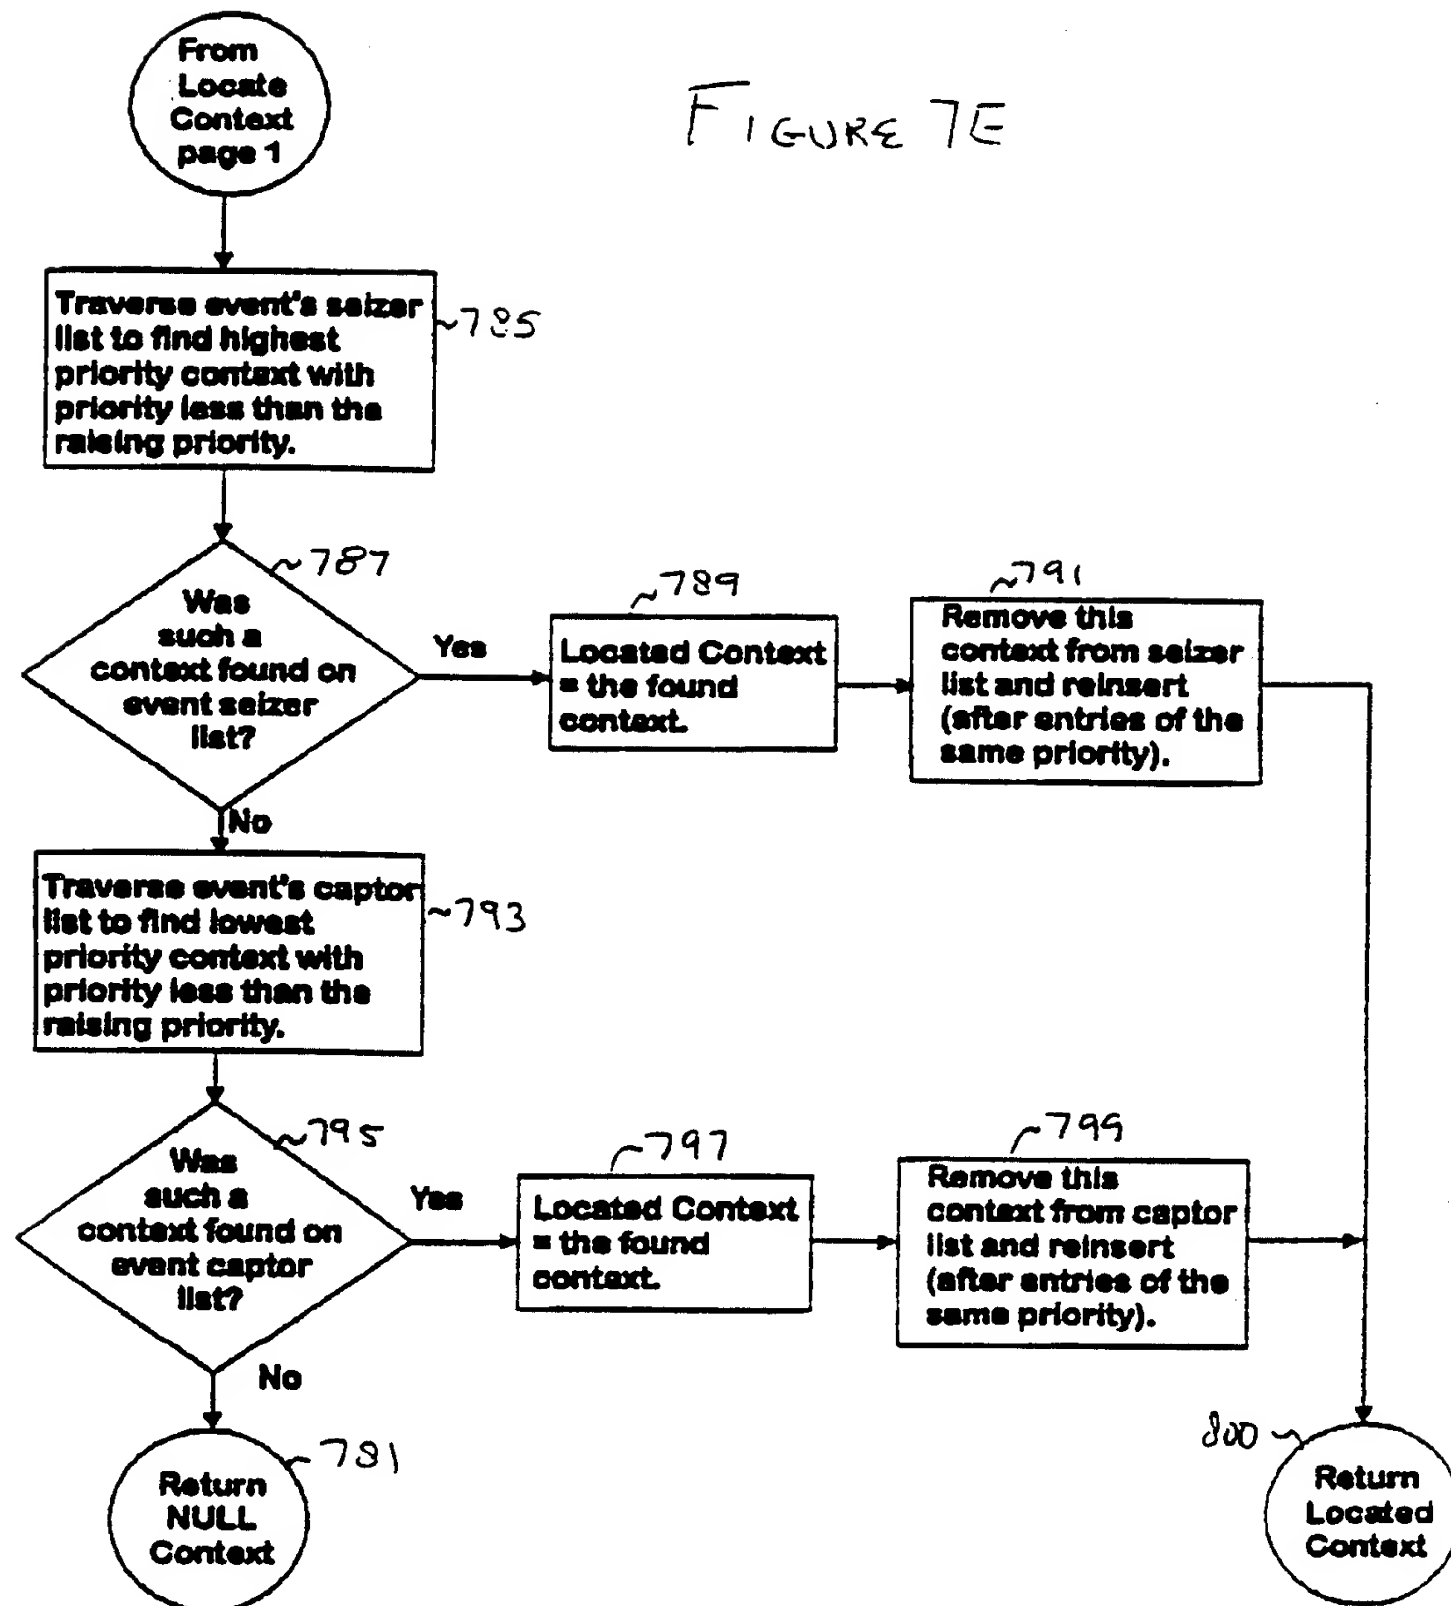 From
Locate
Context
page 1
FIGURE 7E
Traverse event's seizer
list to find highest
priority context with
priority less than the
raising priority.
~785
~787
Was
such a
context found on
event seizer
list?
Yes
~789
Located Context
= the found
context.
~791
Remove this
context from seizer
list and reinsert
(after entries of the
same priority).
No
Traverse event's captor
list to find lowest
priority context with
priority less than the
raising priority.
~793
~795
Was
such a
context found on
event captor
list?
Yes
~797
Located Context
= the found
context.
~799
Remove this
context from captor
list and reinsert
(after entries of the
same priority).
No
~781
Return
NULL
Context
800~
Return
Located
Context